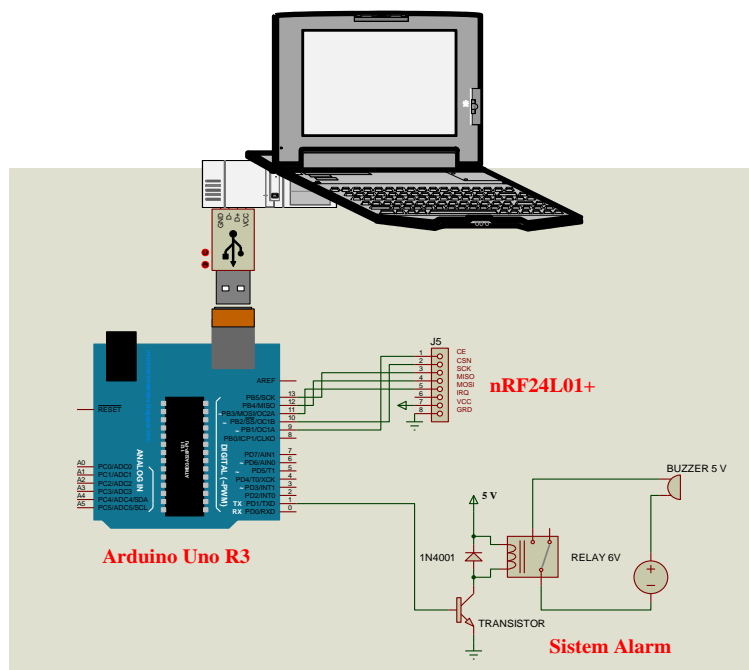 GND
D-
D+
VCC
J5
1 CE
2 CSN
3 SCK
4 MISO
5 MOSI
6 IRQ
7 VCC
8 GRD
nRF24L01+
AREF
RESET
PB5/SCK 13
PB4/MISO 12
~PB3/MOSI/OC2A 11
~PB2/SS/OC1B 10
~PB1/OC1A 9
PB0/ICP1/CLKO 8
PD7/AIN1 7
~PD6/AIN0 6
~PD5/T1 5
PD4/T0/XCK 4
~PD3/INT1 3
PD2/INT0 2
TX PD1/TXD 1
RX PD0/RXD 0
DIGITAL (~PWM)
ANALOG IN
A0 PC0/ADC0
A1 PC1/ADC1
A2 PC2/ADC2
A3 PC3/ADC3
A4 PC4/ADC4/SDA
A5 PC5/ADC5/SCL
Arduino Uno R3
BUZZER 5 V
5 V
1N4001
RELAY 6V
TRANSISTOR
Sistem Alarm